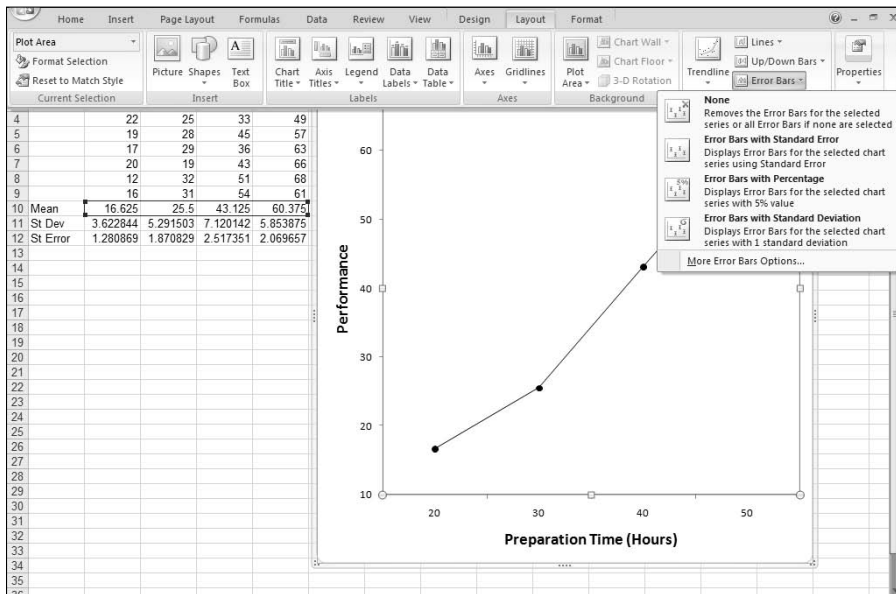 Home Insert Page Layout Formulas Data Review View Design Layout Format
Plot Area
Format Selection
Reset to Match Style
Current Selection
Picture Shapes Text Box
Insert
Chart Title Axis Titles Legend Data Labels Data Table
Labels
Axes Gridlines
Axes
Plot Area
Chart Wall
Chart Floor
3-D Rotation
Background
Trendline
Lines
Up/Down Bars
Error Bars
Properties
None
Removes the Error Bars for the selected
series or all Error Bars if none are selected
Error Bars with Standard Error
Displays Error Bars for the selected chart
series using Standard Error
5%
Error Bars with Percentage
Displays Error Bars for the selected chart
series with 5% value
Error Bars with Standard Deviation
Displays Error Bars for the selected chart
series with 1 standard deviation
More Error Bars Options...
4 22 25 33 49
5 19 28 45 57
6 17 29 36 63
7 20 19 43 66
8 12 32 51 68
9 16 31 54 61
10 Mean 16.625 25.5 43.125 60.375
11 St Dev 3.622844 5.291503 7.120142 5.853875
12 St Error 1.280869 1.870829 2.517351 2.069657
13
14
15
16
17
18
19
20
21
22
23
24
25
26
27
28
29
30
31
32
33
34
35
Performance
60
50
40
30
20
10
20 30 40 50
Preparation Time (Hours)